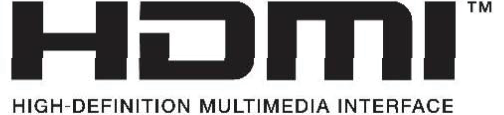 HDMI™
HIGH-DEFINITION MULTIMEDIA INTERFACE